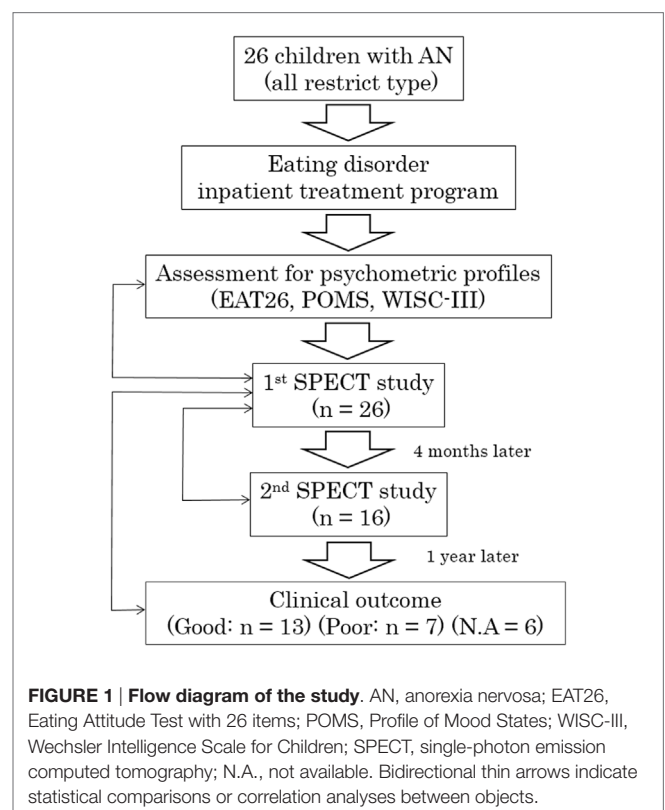 26 children with AN
(all restrict type)
Eating disorder
inpatient treatment program
Assessment for psychometric profiles
(EAT26, POMS, WISC-III)
1st SPECT study
(n = 26)
4 months later
2nd SPECT study
(n = 16)
1 year later
Clinical outcome
(Good: n = 13) (Poor: n = 7) (N.A = 6)
FIGURE 1 | Flow diagram of the study. AN, anorexia nervosa; EAT26,
Eating Attitude Test with 26 items; POMS, Profile of Mood States; WISC-III,
Wechsler Intelligence Scale for Children; SPECT, single-photon emission
computed tomography; N.A., not available. Bidirectional thin arrows indicate
statistical comparisons or correlation analyses between objects.